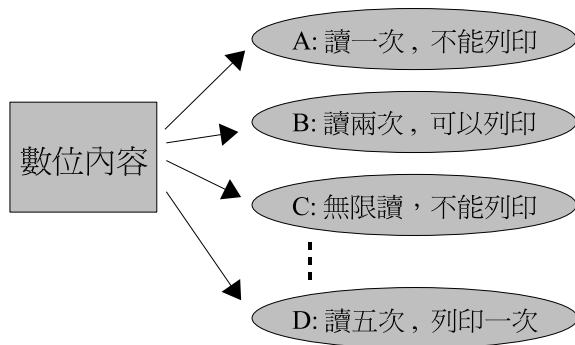 數位內容
A: 讀一次 , 不能列印
B: 讀兩次 , 可以列印
C: 無限讀，不能列印
D: 讀五次 , 列印一次